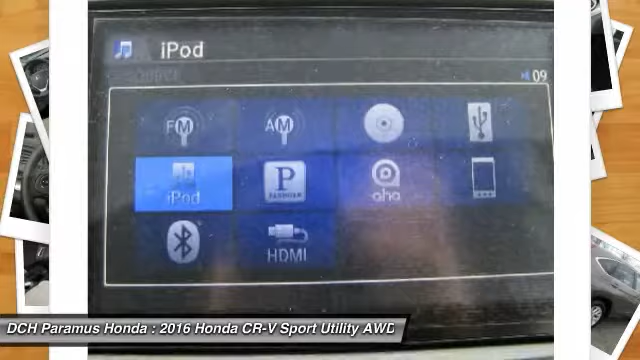 iPod
09
FM
AM
iPod
P
PANDORA
aha
HDMI
DCH Paramus Honda : 2016 Honda CR-V Sport Utility AWD